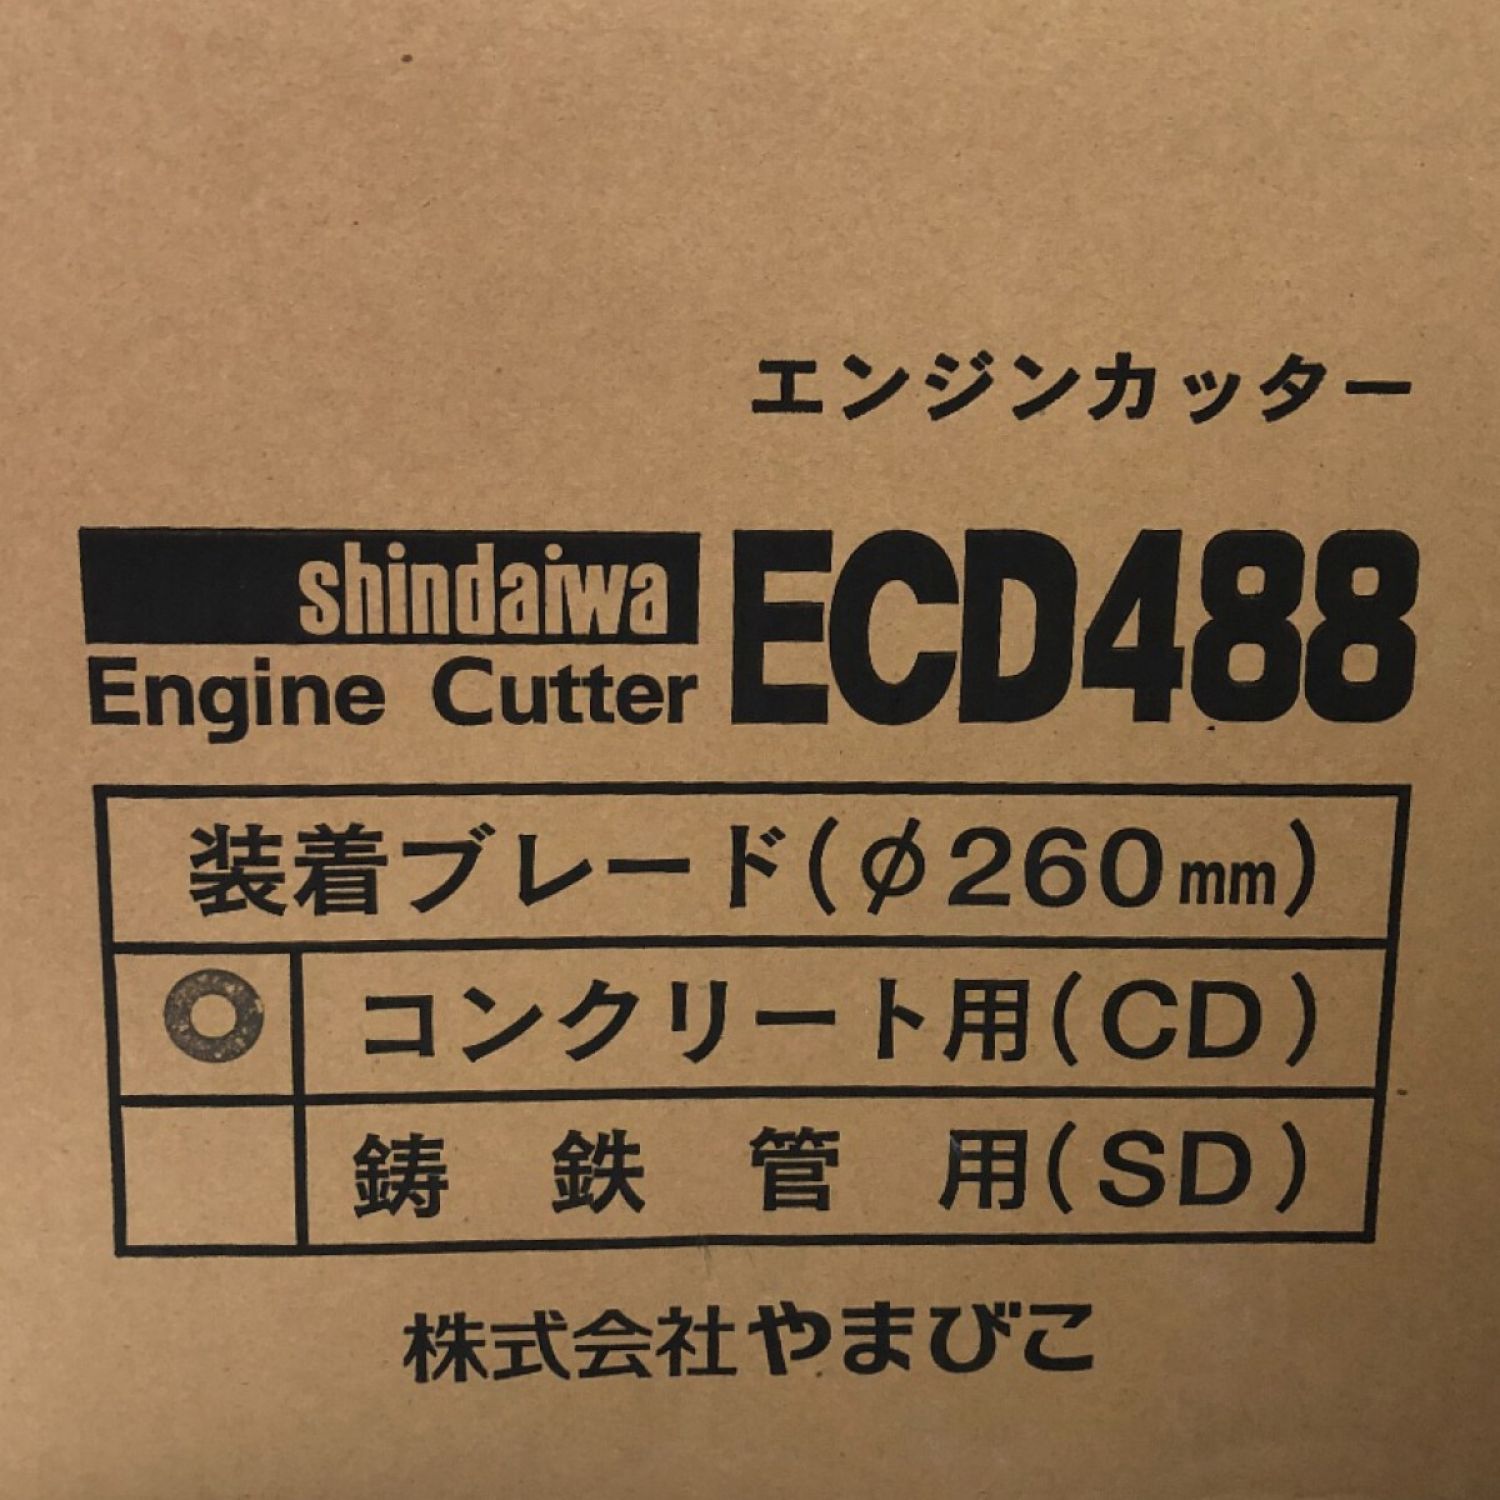 エンジンカッター
shindaiwa ECD488
Engine Cutter
装着ブレード(φ260mm)
コンクリート用(CD)
鋳鉄管用(SD)
株式会社やまびこ